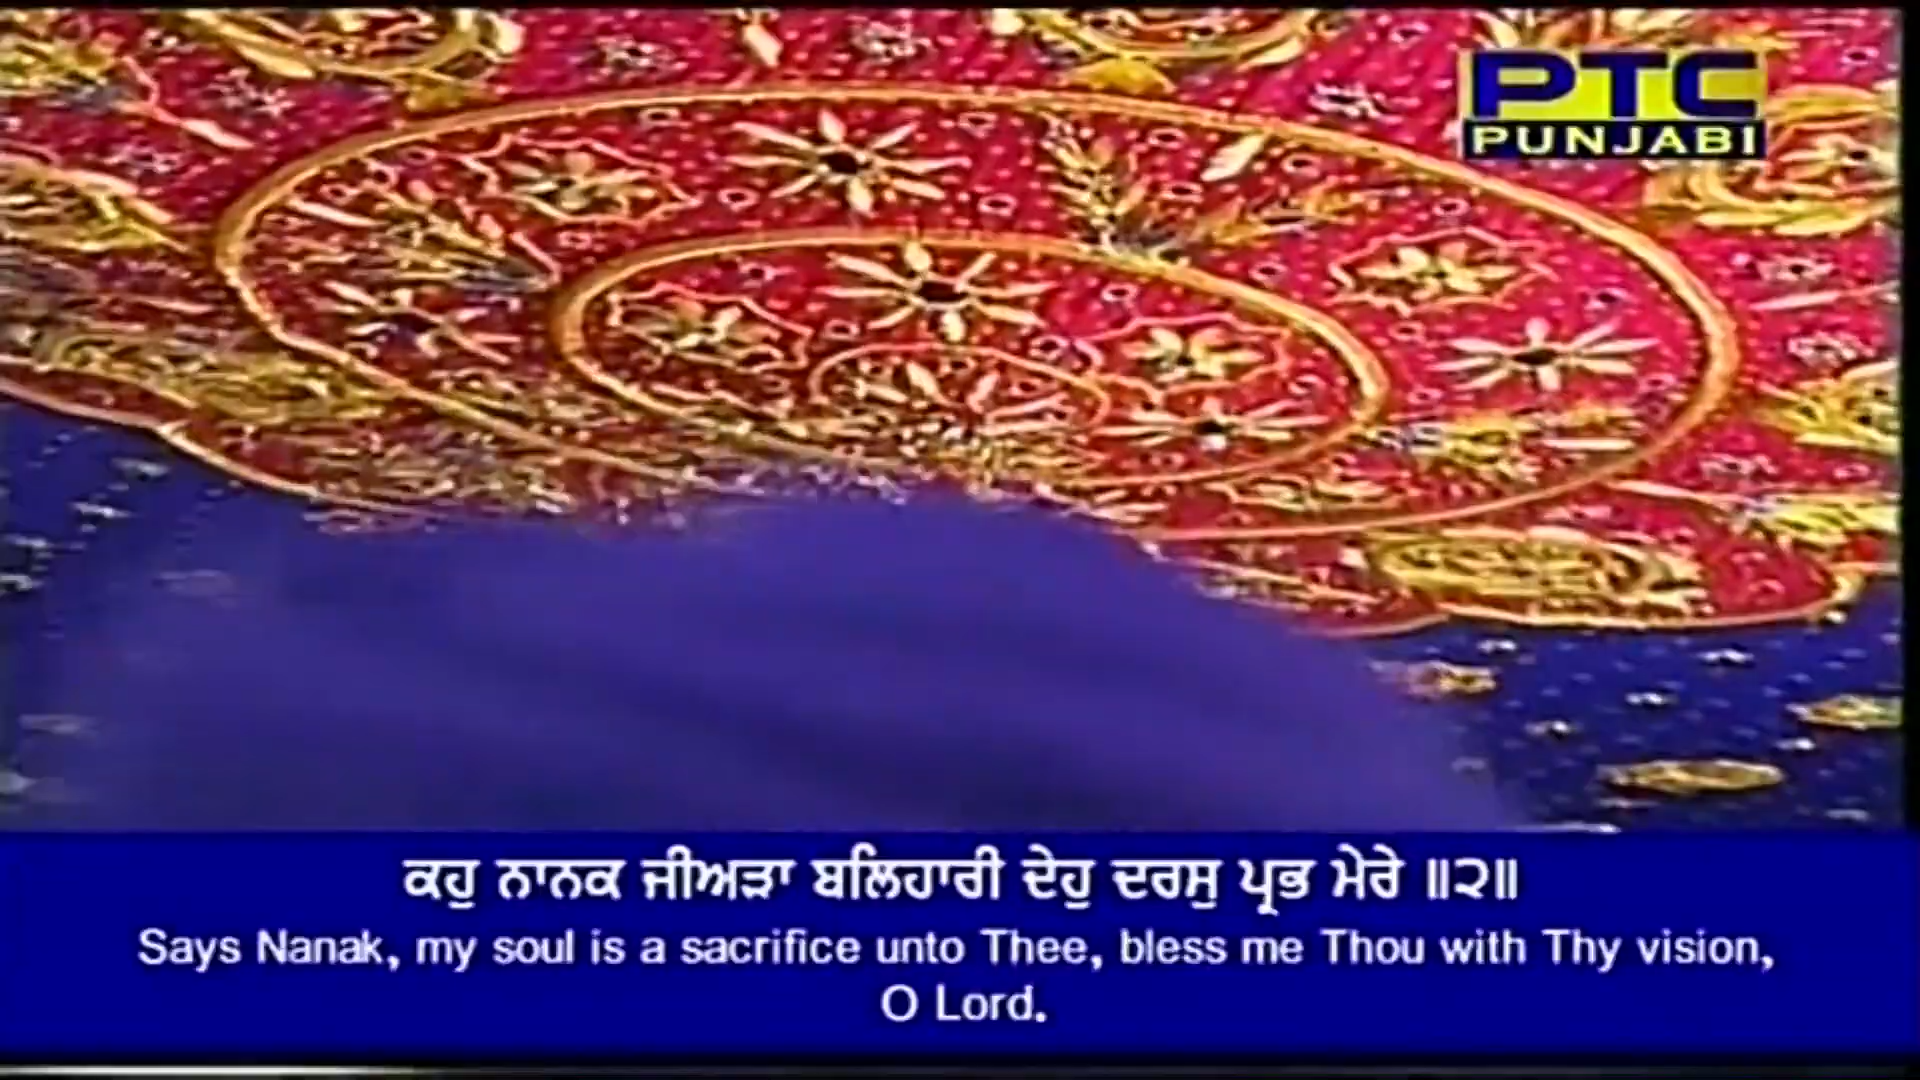 PTC
PUNJABI
ਕਹੁ ਨਾਨਕ ਜੀਅੜਾ ਬਲਿਹਾਰੀ ਦੇਹੁ ਦਰਸੁ ਪ੍ਰਭ ਮੇਰੇ ॥੨॥
Says Nanak, my soul is a sacrifice unto Thee, bless me Thou with Thy vision,
O Lord.